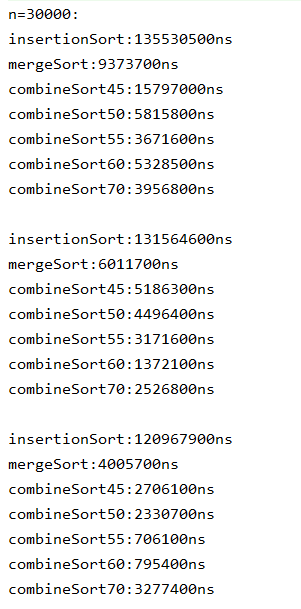 n=30000:
insertionSort:135530500ns
mergeSort:9373700ns
combineSort45:15797000ns
combineSort50:5815800ns
combineSort55:3671600ns
combineSort60:5328500ns
combineSort70:3956800ns

insertionSort:131564600ns
mergeSort:6011700ns
combineSort45:5186300ns
combineSort50:4496400ns
combineSort55:3171600ns
combineSort60:1372100ns
combineSort70:2526800ns

insertionSort:120967900ns
mergeSort:4005700ns
combineSort45:2706100ns
combineSort50:2330700ns
combineSort55:706100ns
combineSort60:795400ns
combineSort70:3277400ns